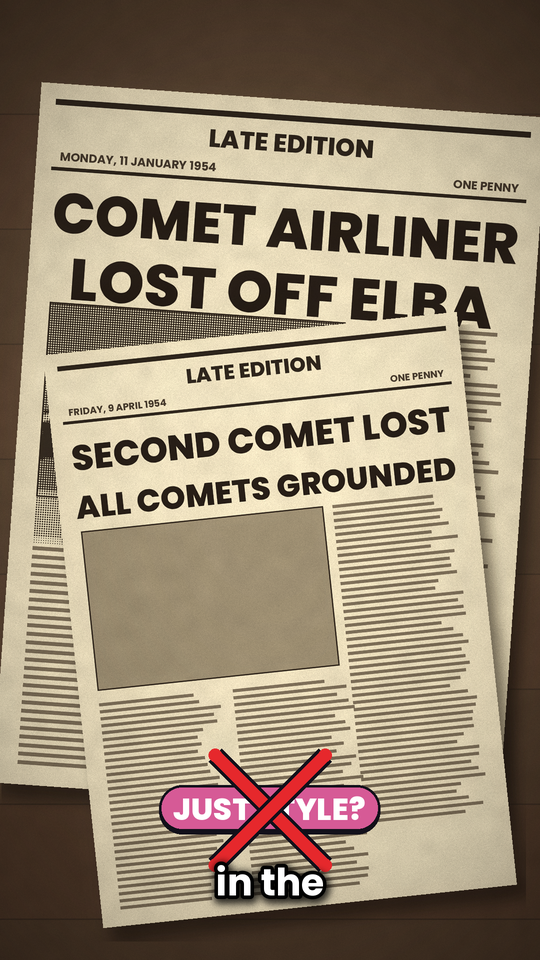 LATE EDITION
MONDAY, 11 JANUARY 1954
ONE PENNY
COMET AIRLINER
LOST OFF ELBA
LATE EDITION
FRIDAY, 9 APRIL 1954
ONE PENNY
SECOND COMET LOST
ALL COMETS GROUNDED
JUST STYLE?
in the